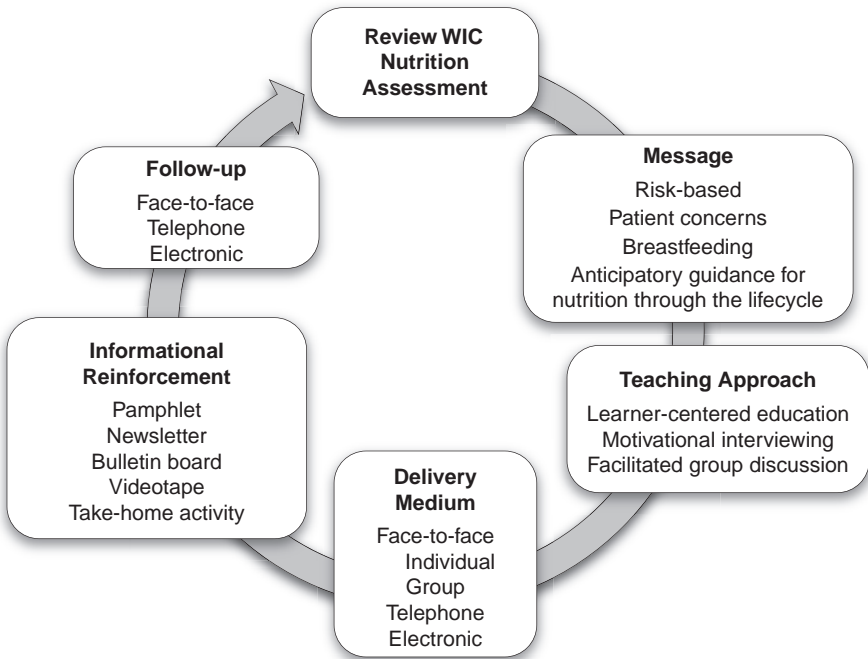 Review WIC
Nutrition
Assessment
Message
Risk-based
Patient concerns
Breastfeeding
Anticipatory guidance for
nutrition through the lifecycle
Teaching Approach
Learner-centered education
Motivational interviewing
Facilitated group discussion
Delivery
Medium
Face-to-face
Individual
Group
Telephone
Electronic
Informational
Reinforcement
Pamphlet
Newsletter
Bulletin board
Videotape
Take-home activity
Follow-up
Face-to-face
Telephone
Electronic